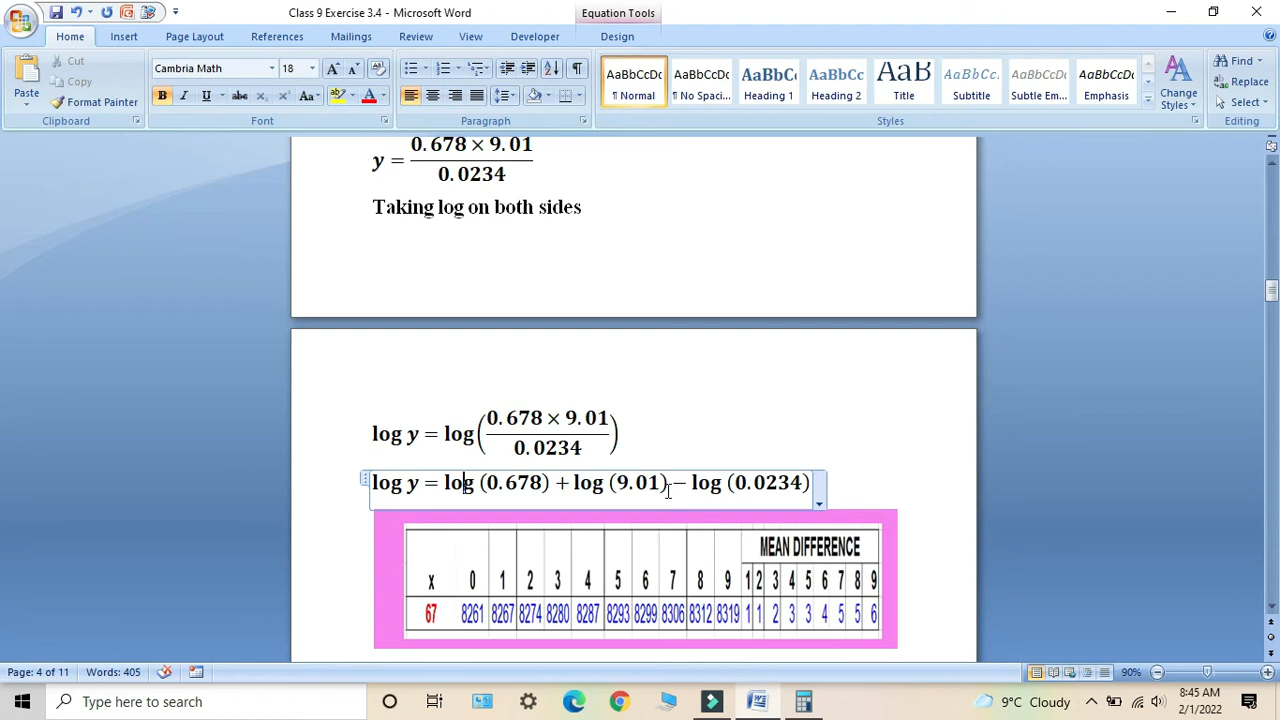 Class 9 Exercise 3.4 - Microsoft Word
Equation Tools
Home Insert Page Layout References Mailings Review View Developer Design
Paste
Cut
Copy
Format Painter
Clipboard
Cambria Math 18
B I U abc x₂ x² Aa
Font
Paragraph
AaBbCcDc AaBbCcDc AaBbCc AaBbCc AaB AaBbCc. AaBbCcDc AaBbCcDc
¶ Normal ¶ No Spaci... Heading 1 Heading 2 Title Subtitle Subtle Em... Emphasis
Change Styles
Styles
Find
Replace
Select
Editing
y = 0.678 × 9.01 / 0.0234
Taking log on both sides
log y = log(0.678 × 9.01 / 0.0234)
log y = log (0.678) + log (9.01) − log (0.0234)
MEAN DIFFERENCE
x 0 1 2 3 4 5 6 7 8 9 1 2 3 4 5 6 7 8 9
67 8261 8267 8274 8280 8287 8293 8299 8306 8312 8319 1 1 2 3 3 4 5 5 6
Page: 4 of 11 Words: 405 90%
Type here to search
9°C Cloudy
8:45 AM
2/1/2022